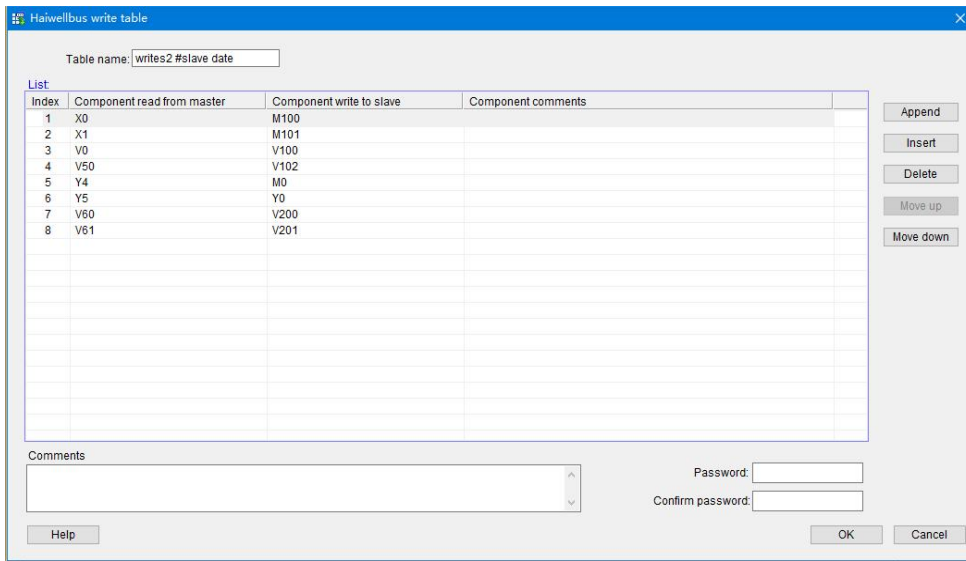 Haiwellbus write table
Table name: writes2 #slave date
List:
Index Component read from master Component write to slave Component comments
1 X0 M100
2 X1 M101
3 V0 V100
4 V50 V102
5 Y4 M0
6 Y5 Y0
7 V60 V200
8 V61 V201
Append
Insert
Delete
Move up
Move down
Comments
Password:
Confirm password:
Help OK Cancel